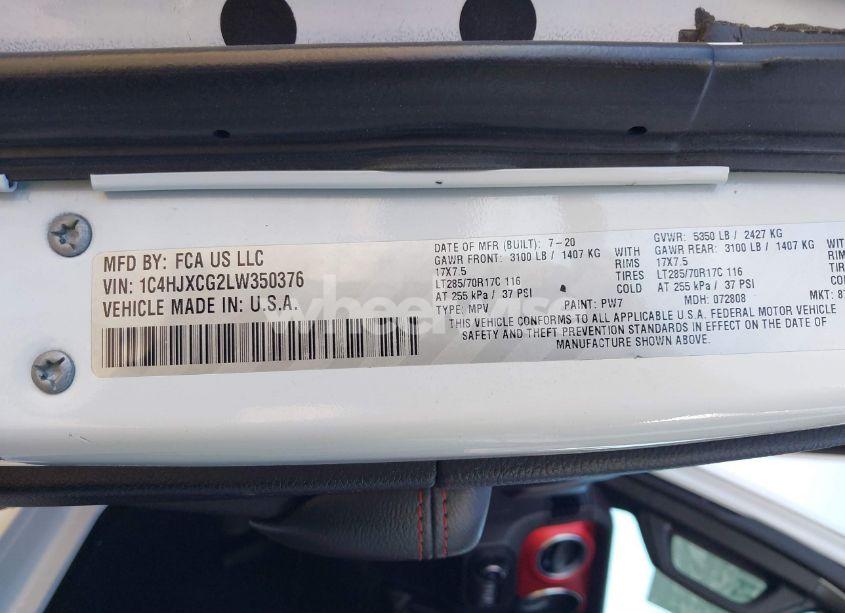 MFD BY: FCA US LLC
VIN: 1C4HJXCG2LW350376
VEHICLE MADE IN U.S.A.
DATE OF MFR (BUILT): 7-20
GAWR FRONT: 3100 LB / 1407 KG WITH
17X7.5 RIMS
LT285/70R17C 116 TIRES
AT 255 kPa / 37 PSI COLD
GVWR: 5350 LB / 2427 KG
GAWR REAR: 3100 LB / 1407 KG
17X7.5
LT285/70R17C 116
AT 255 kPa / 37 PSI
TYPE: MPV PAINT: PW7 MDH: 072808 MKT:
THIS VEHICLE CONFORMS TO ALL APPLICABLE U.S.A. FEDERAL MOTOR VEHICLE
SAFETY AND THEFT PREVENTION STANDARDS IN EFFECT ON THE DATE OF
MANUFACTURE SHOWN ABOVE.
wheelwise